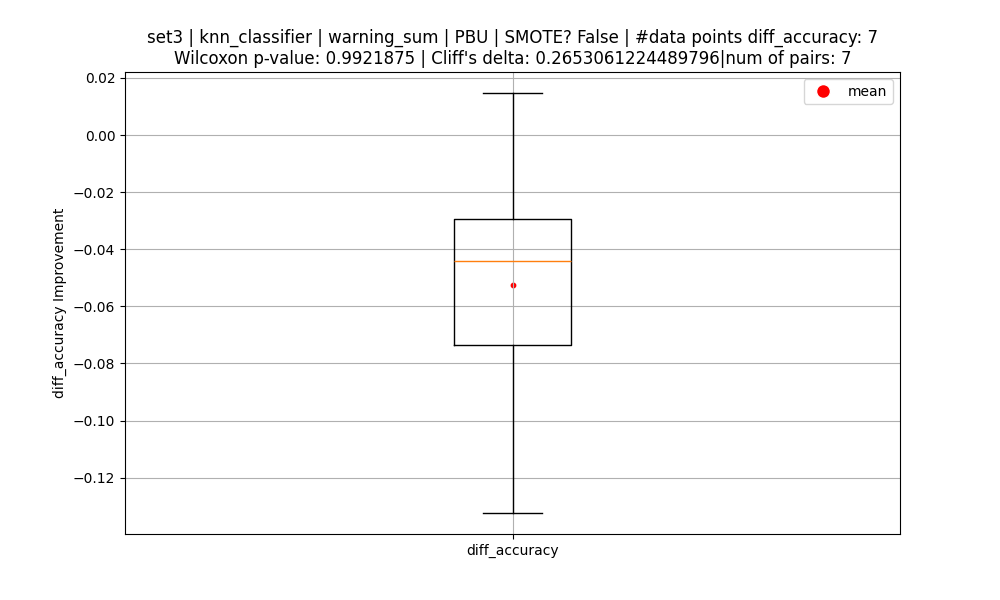 set3 | knn_classifier | warning_sum | PBU | SMOTE? False | #data points diff_accuracy: 7
Wilcoxon p-value: 0.9921875 | Cliff's delta: 0.2653061224489796|num of pairs: 7
mean
0.02
0.00
−0.02
−0.04
−0.06
−0.08
−0.10
−0.12
diff_accuracy Improvement
diff_accuracy